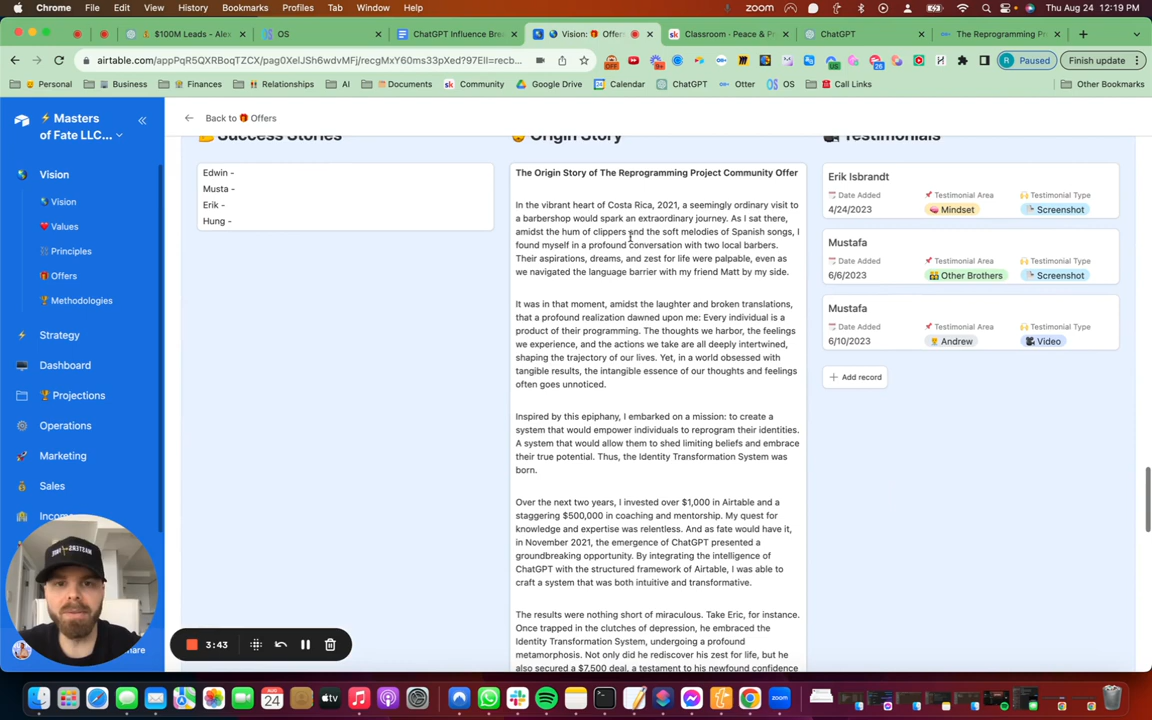 Chrome File Edit View History Bookmarks Profiles Tab Window Help zoom Thu Aug 24 12:19 PM
$100M Leads - Alex OS ChatGPT Influence Brea Vision: Offers Classroom - Peace & Pr ChatGPT The Reprogramming Pr
airtable.com/appPqR5QXRBoqTZCX/pag0XelJSh6wdvMFj/recgMxY60ms33pXed?97EIl=recb... Paused Finish update
Personal Business Finances Relationships AI Documents Community Google Drive Calendar ChatGPT Otter OS Call Links Other Bookmarks
Masters
of Fate LLC...
Back to Offers
Vision
Vision
Values
Principles
Offers
Methodologies
Strategy
Dashboard
Projections
Operations
Marketing
Sales
Income
Success Stories
Edwin -
Musta -
Erik -
Hung -
Origin Story
The Origin Story of The Reprogramming Project Community Offer
In the vibrant heart of Costa Rica, 2021, a seemingly ordinary visit to
a barbershop would spark an extraordinary journey. As I sat there,
amidst the hum of clippers and the soft melodies of Spanish songs, I
found myself in a profound conversation with two local barbers.
Their aspirations, dreams, and zest for life were palpable, even as
we navigated the language barrier with my friend Matt by my side.
It was in that moment, amidst the laughter and broken translations,
that a profound realization dawned upon me: Every individual is a
product of their programming. The thoughts we harbor, the feelings
we experience, and the actions we take are all deeply intertwined,
shaping the trajectory of our lives. Yet, in a world obsessed with
tangible results, the intangible essence of our thoughts and feelings
often goes unnoticed.
Inspired by this epiphany, I embarked on a mission: to create a
system that would empower individuals to reprogram their identities.
A system that would allow them to shed limiting beliefs and embrace
their true potential. Thus, the Identity Transformation System was
born.
Over the next two years, I invested over $1,000 in Airtable and a
staggering $500,000 in coaching and mentorship. My quest for
knowledge and expertise was relentless. And as fate would have it,
in November 2021, the emergence of ChatGPT presented a
groundbreaking opportunity. By integrating the intelligence of
ChatGPT with the structured framework of Airtable, I was able to
craft a system that was both intuitive and transformative.
The results were nothing short of miraculous. Take Eric, for instance.
Once trapped in the clutches of depression, he embraced the
Identity Transformation System, undergoing a profound
metamorphosis. Not only did he rediscover his zest for life, but he
also secured a $7,500 deal, a testament to his newfound confidence
Testimonials
Erik Isbrandt
Date Added Testimonial Area Testimonial Type
4/24/2023 Mindset Screenshot
Mustafa
Date Added Testimonial Area Testimonial Type
6/6/2023 Other Brothers Screenshot
Mustafa
Date Added Testimonial Area Testimonial Type
6/10/2023 Andrew Video
Add record
3:43